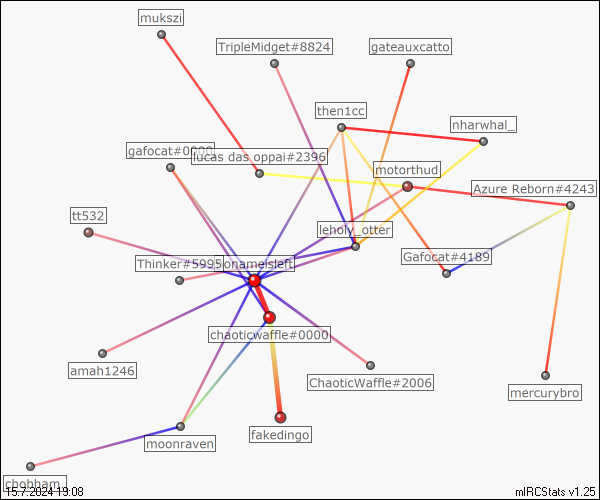 mukszi
TripleMidget#8824
gateauxcatto
then1cc
nharwhal_
gafocat#0000
lucas das oppai#2396
motorthud
Azure Reborn#4243
tt532
leholy_otter
Thinker#5995
onameisleft
Gafocat#4189
chaoticwaffle#0000
amah1246
ChaoticWaffle#2006
mercurybro
moonraven
fakedingo
chobham_
15.7.2024 19:08
mIRCStats v1.25